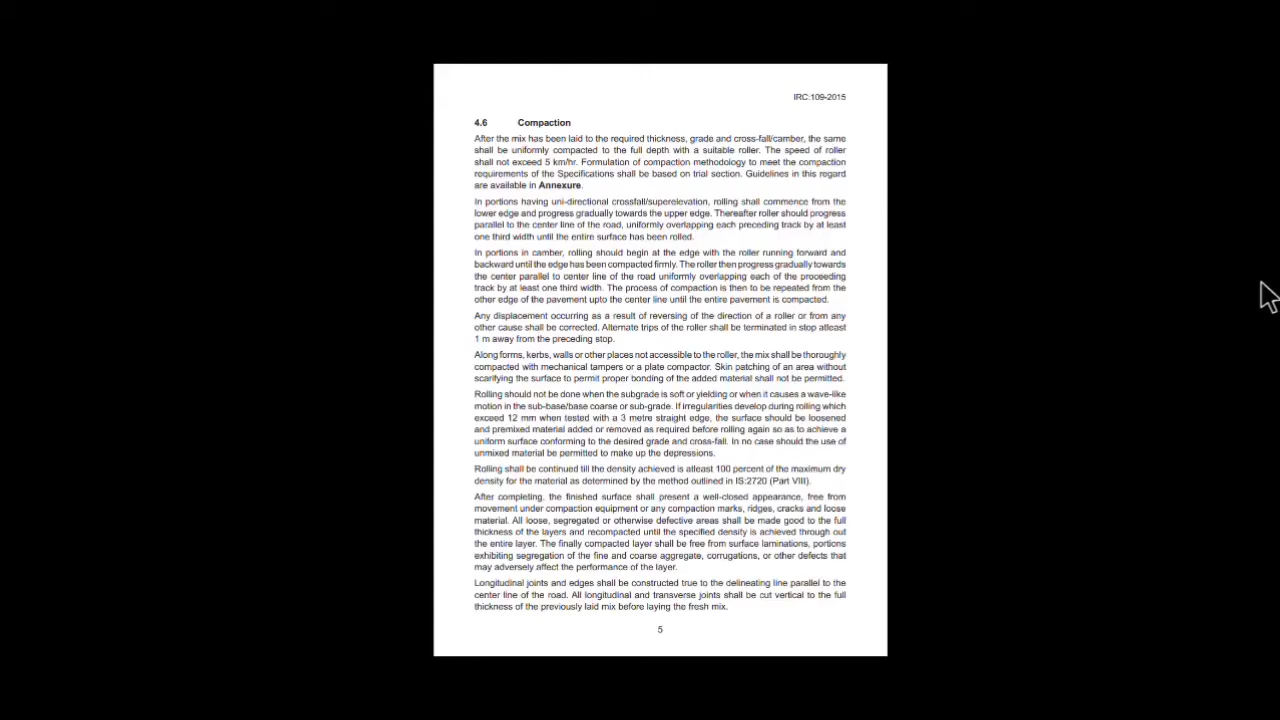 IRC:109-2015
4.6 Compaction
After the mix has been laid to the required thickness, grade and cross-fall/camber, the same
shall be uniformly compacted to the full depth with a suitable roller. The speed of roller
shall not exceed 5 km/hr. Formulation of compaction methodology to meet the compaction
requirements of the Specifications shall be based on trial section. Guidelines in this regard
are available in Annexure.
In portions having uni-directional crossfall/superelevation, rolling shall commence from the
lower edge and progress gradually towards the upper edge. Thereafter roller should progress
parallel to the center line of the road, uniformly overlapping each preceding track by at least
one third width until the entire surface has been rolled.
In portions in camber, rolling should begin at the edge with the roller running forward and
backward until the edge has been compacted firmly. The roller then progress gradually towards
the center parallel to center line of the road uniformly overlapping each of the proceeding
track by at least one third width. The process of compaction is then to be repeated from the
other edge of the pavement upto the center line until the entire pavement is compacted.
Any displacement occurring as a result of reversing of the direction of a roller or from any
other cause shall be corrected. Alternate trips of the roller shall be terminated in stop atleast
1 m away from the preceding stop.
Along forms, kerbs, walls or other places not accessible to the roller, the mix shall be thoroughly
compacted with mechanical tampers or a plate compactor. Skin patching of an area without
scarifying the surface to permit proper bonding of the added material shall not be permitted.
Rolling should not be done when the subgrade is soft or yielding or when it causes a wave-like
motion in the sub-base/base coarse or sub-grade. If irregularities develop during rolling which
exceed 12 mm when tested with a 3 metre straight edge, the surface should be loosened
and premixed material added or removed as required before rolling again so as to achieve a
uniform surface conforming to the desired grade and cross-fall. In no case should the use of
unmixed material be permitted to make up the depressions.
Rolling shall be continued till the density achieved is atleast 100 percent of the maximum dry
density for the material as determined by the method outlined in IS:2720 (Part VIII).
After completing, the finished surface shall present a well-closed appearance, free from
movement under compaction equipment or any compaction marks, ridges, cracks and loose
material. All loose, segregated or otherwise defective areas shall be made good to the full
thickness of the layers and recompacted until the specified density is achieved through out
the entire layer. The finally compacted layer shall be free from surface laminations, portions
exhibiting segregation of the fine and coarse aggregate, corrugations, or other defects that
may adversely affect the performance of the layer.
Longitudinal joints and edges shall be constructed true to the delineating line parallel to the
center line of the road. All longitudinal and transverse joints shall be cut vertical to the full
thickness of the previously laid mix before laying the fresh mix.
5